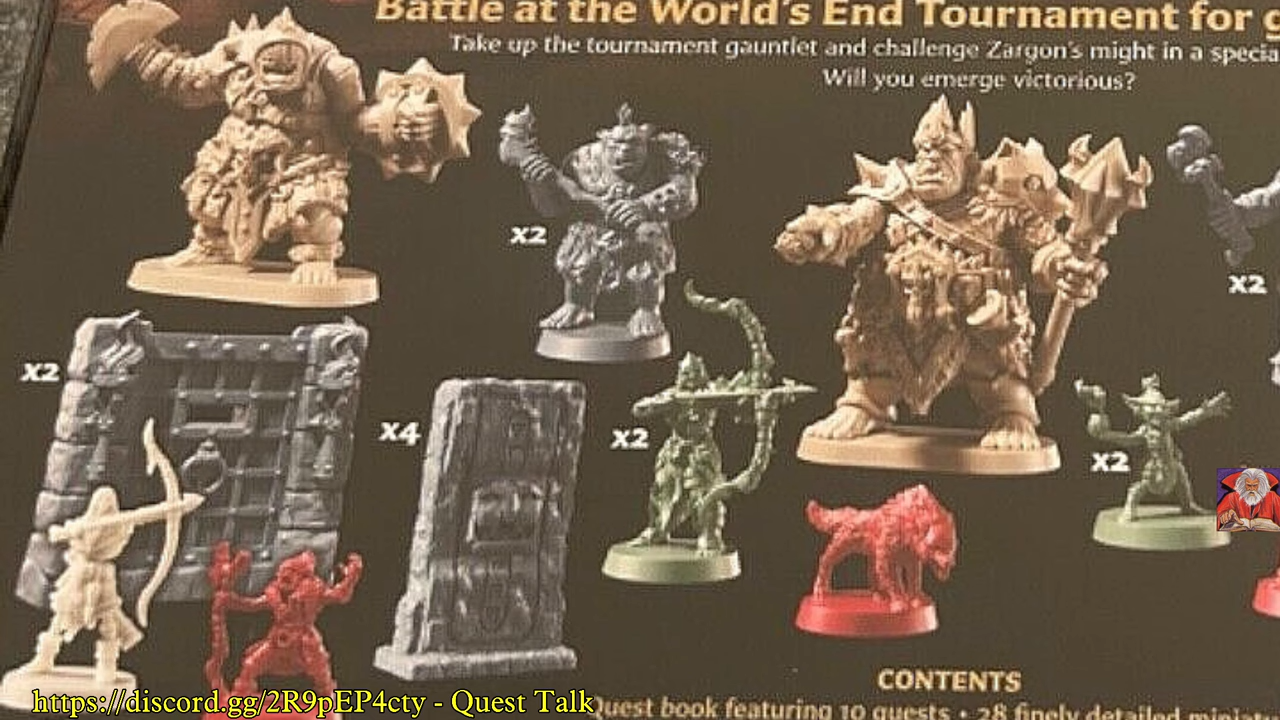 Battle at the World's End Tournament for g
Take up the tournament gauntlet and challenge Zargon's might in a specia
Will you emerge victorious?
x2
x2
x2
x4
x2
x2
CONTENTS
Quest book featuring 10 quests • 28 finely detailed miniatu
https://discord.gg/2R9pEP4cty - Quest Talk